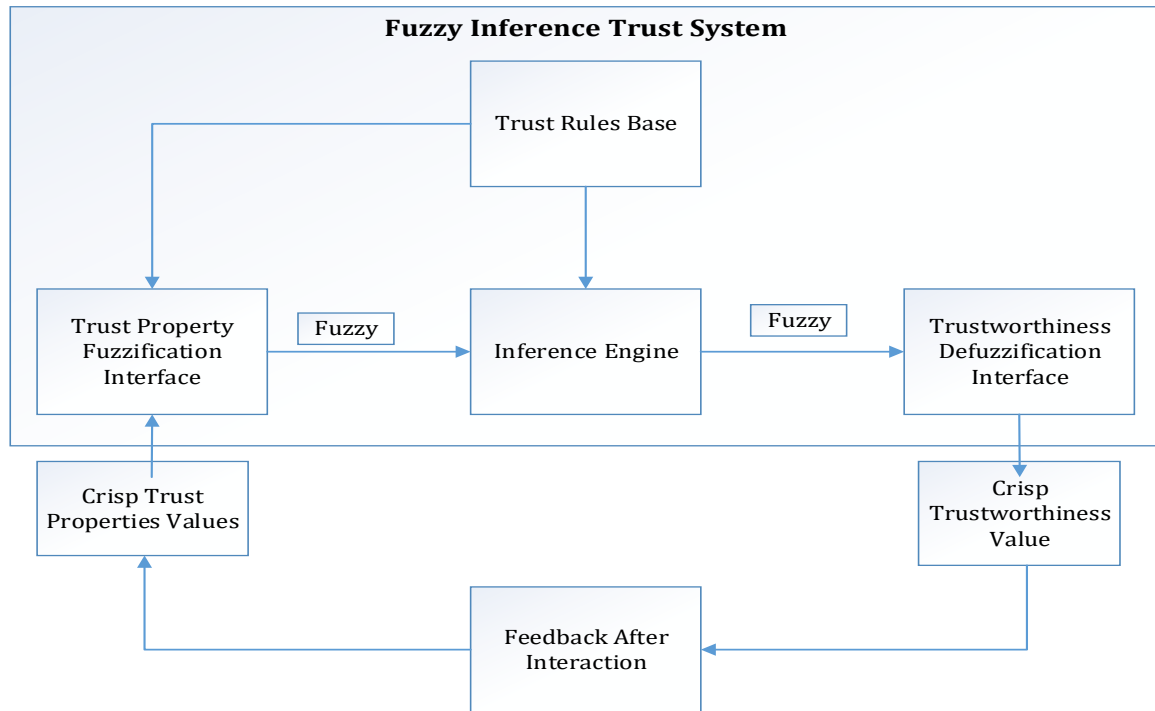 Fuzzy Inference Trust System
Trust Rules Base
Trust Property
Fuzzification
Interface
Fuzzy
Inference Engine
Fuzzy
Trustworthiness
Defuzzification
Interface
Crisp Trust
Properties Values
Crisp
Trustworthiness
Value
Feedback After
Interaction